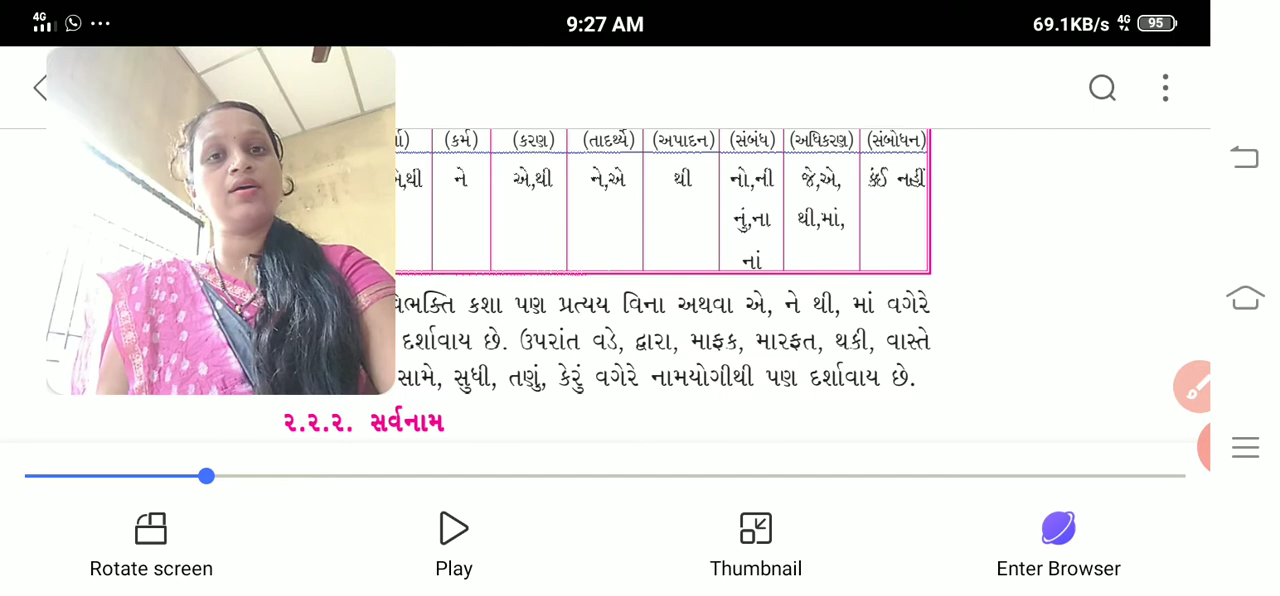 4G
9:27 AM
69.1KB/s 4G 95
(કર્મ) (કરણ) (તાદર્થ્યે) (અપાદન) (સંબંધ) (અધિકરણ) (સંબોધન)
ને એ,થી ને,એ થી નો,ની જે,એ, કંઈ નહીં
નું,ના થી,માં,
નાં
કશા પણ પ્રત્યય વિના અથવા એ, ને થી, માં વગેરે
દર્શાવાય છે. ઉપરાંત વડે, દ્વારા, માફક, મારફત, થકી, વાસ્તે
સામે, સુધી, તણું, કેરું વગેરે નામયોગીથી પણ દર્શાવાય છે.
૨.૨.૨. સર્વનામ
Rotate screen Play Thumbnail Enter Browser